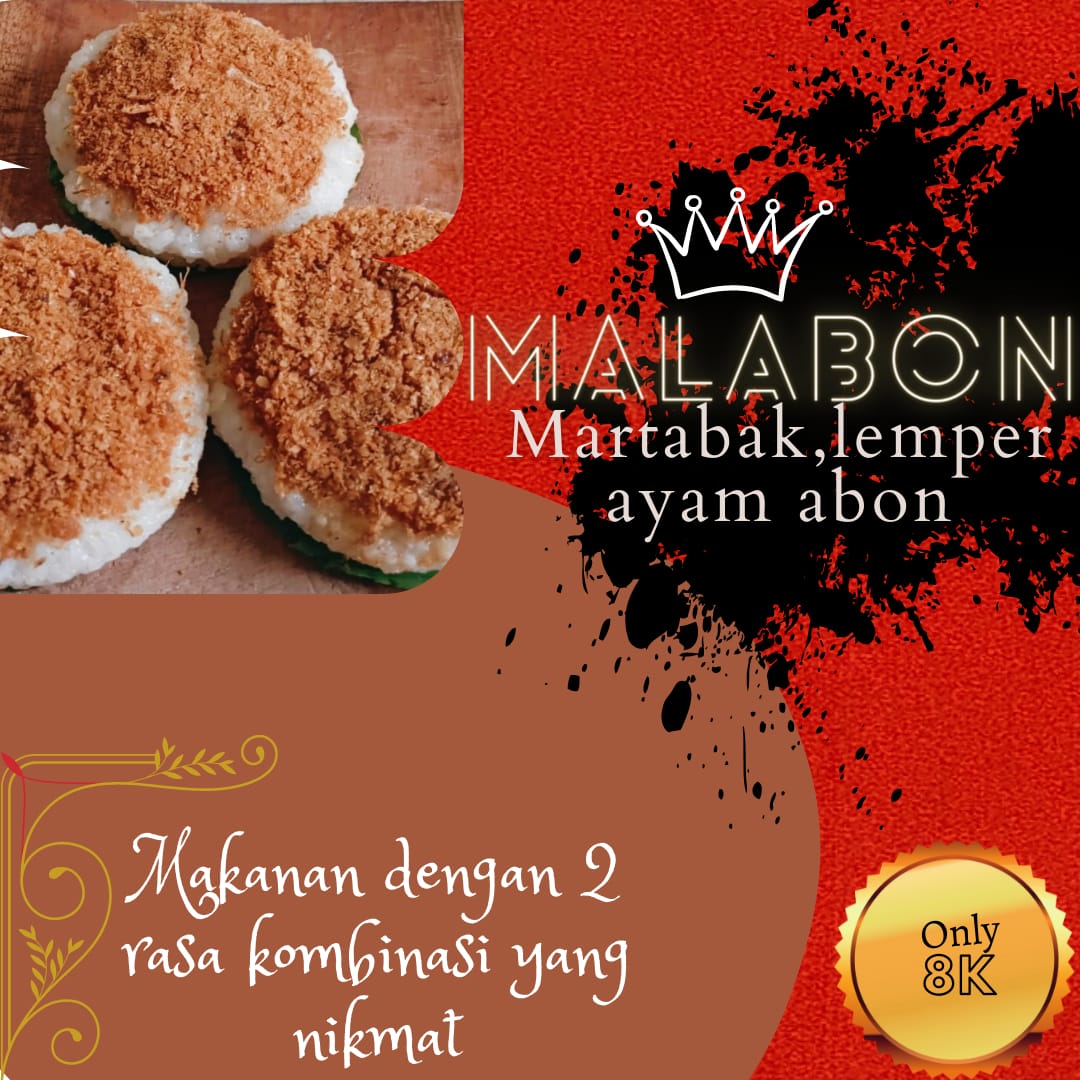 MALABON
Martabak,lemper
ayam abon
Makanan dengan 2
rasa kombinasi yang
nikmat
Only
8K